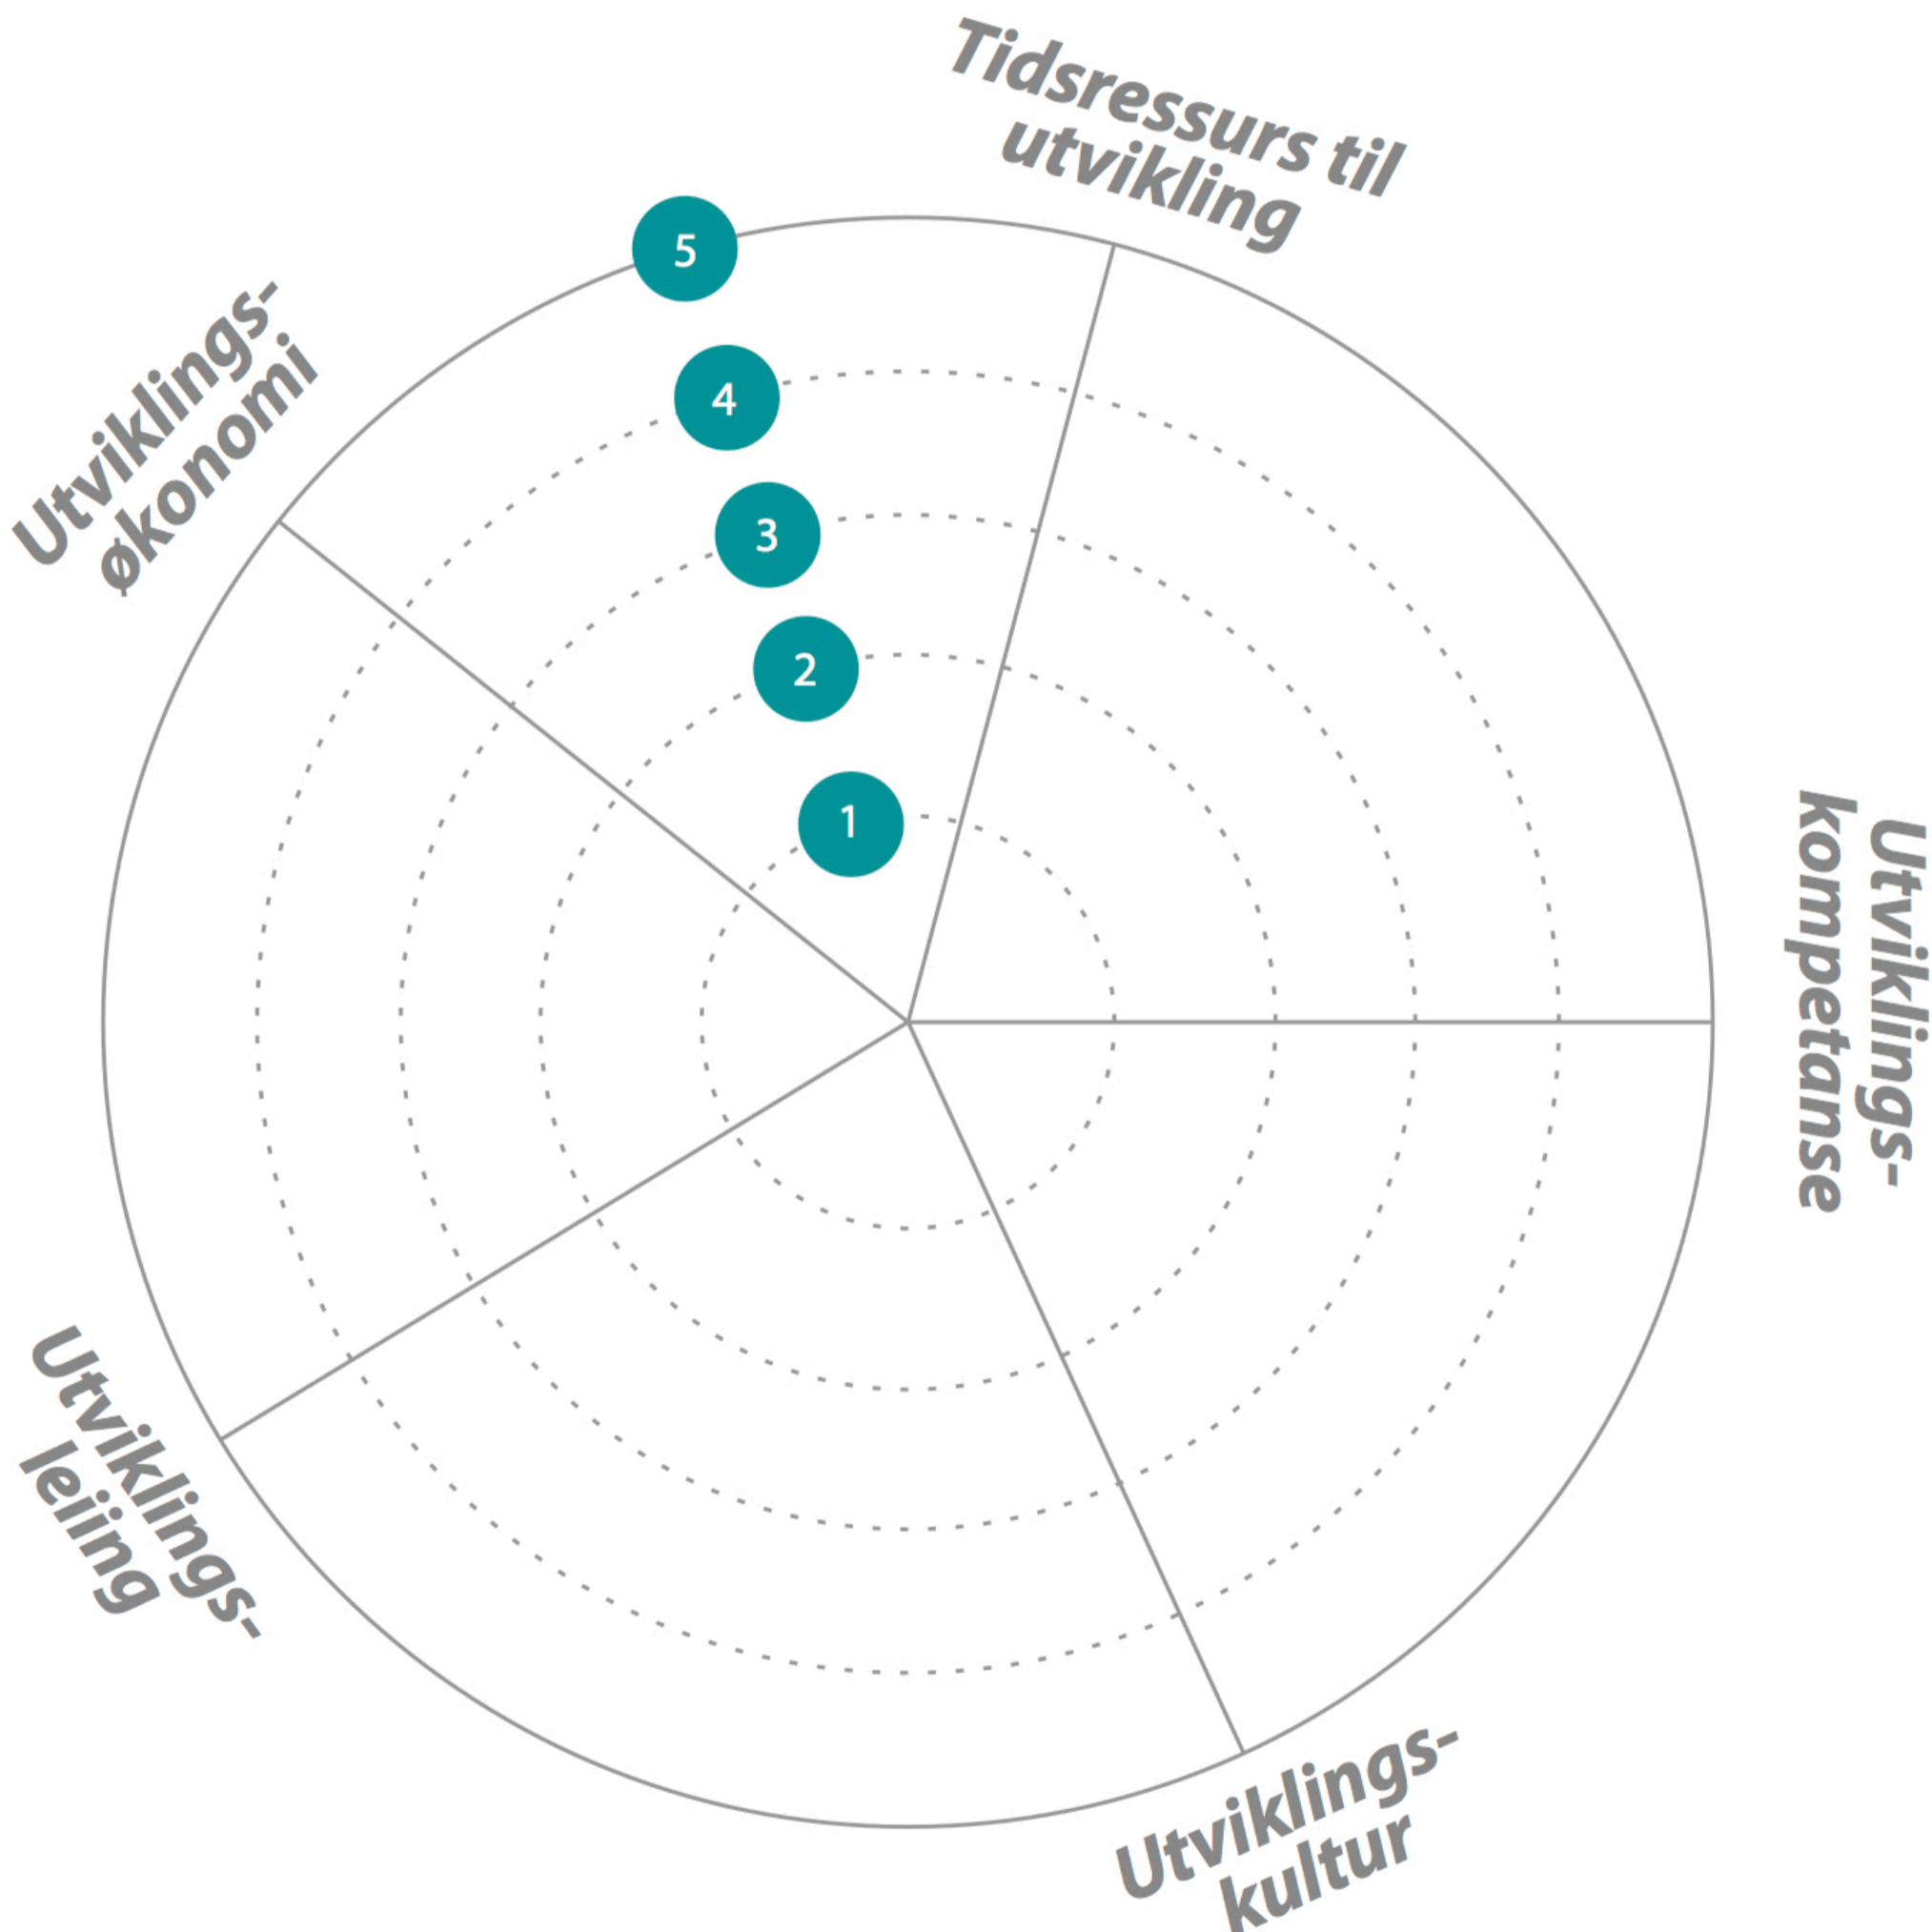 Tidsressurs til
utvikling
Utviklings-
kompetanse
Utviklings-
kultur
Utviklings-
leiing
Utviklings-
økonomi
5
4
3
2
1